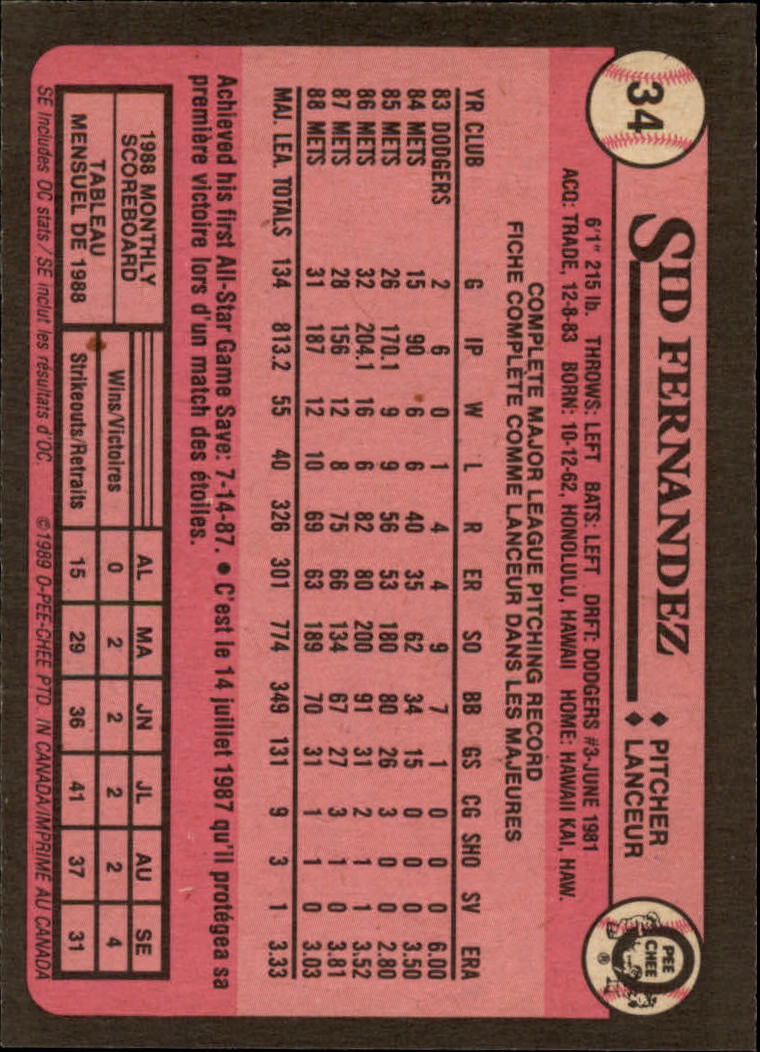 34
SID FERNANDEZ
♦ PITCHER
♦ LANCEUR
O PEE CHEE ®
6'1" 215 lb. THROWS: LEFT BATS: LEFT DRFT: DODGERS #3-JUNE 1981
ACQ: TRADE, 12-8-83 BORN: 10-12-62, HONOLULU, HAWAII HOME: HAWAII KAI, HAW.
COMPLETE MAJOR LEAGUE PITCHING RECORD
FICHE COMPLETE COMME LANCEUR DANS LES MAJEURES
YR CLUB G IP W L R ER SO BB GS CG SHO SV ERA
83 DODGERS 2 6 0 1 4 4 9 7 1 0 0 0 6.00
84 METS 15 90 6 6 40 35 62 34 15 0 0 0 3.50
85 METS 26 170.1 9 9 56 53 180 80 26 3 0 0 2.80
86 METS 32 204.1 16 6 82 80 200 91 31 2 1 1 3.52
87 METS 28 156 12 8 75 66 134 67 27 3 1 0 3.81
88 METS 31 187 12 10 69 63 189 70 31 1 1 0 3.03
MAJ. LEA. TOTALS 134 813.2 55 40 326 301 774 349 131 9 3 1 3.33
Achieved his first All-Star Game Save: 7-14-87. ● C'est le 14 juillet 1987 qu'il protégea sa
première victoire lors d'un match des étoiles.
1988 MONTHLY
SCOREBOARD
TABLEAU
MENSUEL DE 1988
AL MA JN JL AU SE
Wins/Victoires 0 2 2 2 2 4
Strikeouts/Retraits 15 29 36 41 37 31
SE Includes OC stats / SE inclut les résultats d'OC. ©1989 O-PEE-CHEE PTD. IN CANADA/IMPRIMÉ AU CANADA